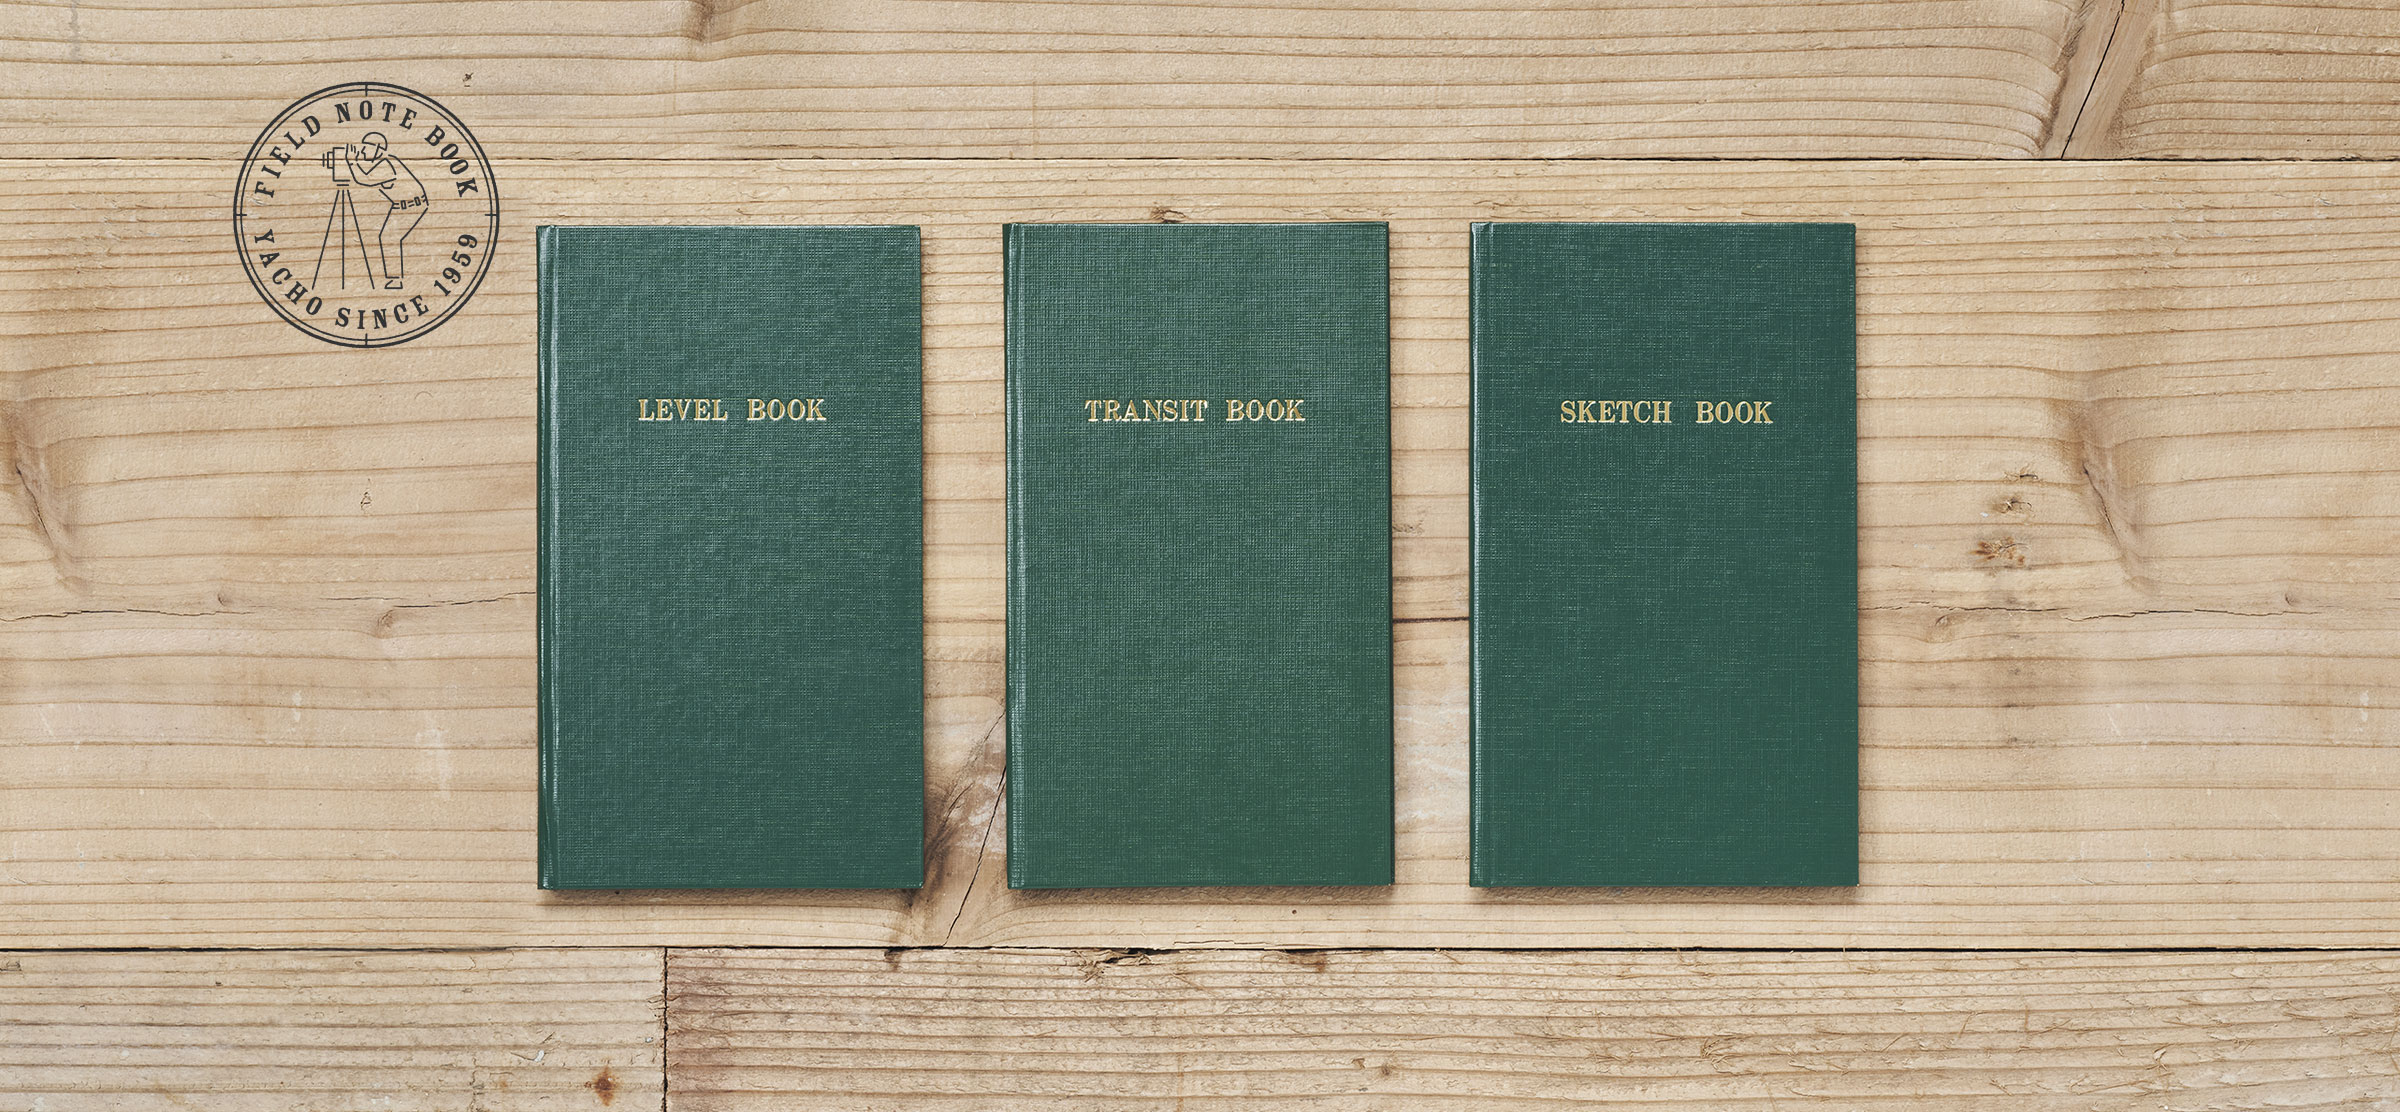 FIELD NOTE BOOK
YACHO SINCE 1959
LEVEL BOOK
TRANSIT BOOK
SKETCH BOOK